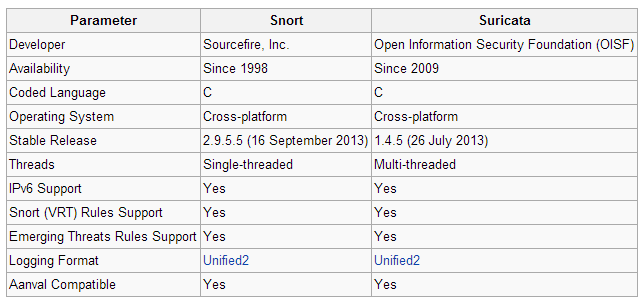 Parameter Snort Suricata
Developer Sourcefire, Inc. Open Information Security Foundation (OISF)
Availability Since 1998 Since 2009
Coded Language C C
Operating System Cross-platform Cross-platform
Stable Release 2.9.5.5 (16 September 2013) 1.4.5 (26 July 2013)
Threads Single-threaded Multi-threaded
IPv6 Support Yes Yes
Snort (VRT) Rules Support Yes Yes
Emerging Threats Rules Support Yes Yes
Logging Format Unified2 Unified2
Aanval Compatible Yes Yes